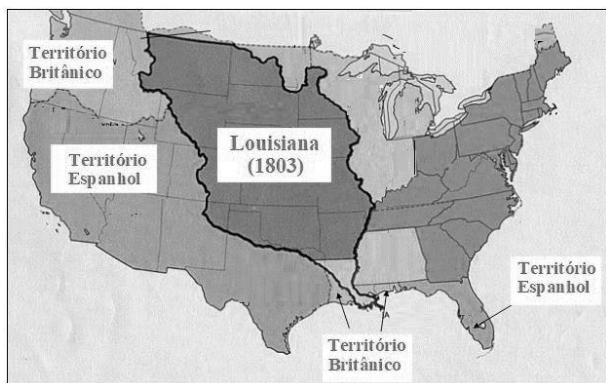 Território
Britânico
Louisiana
(1803)
Território
Espanhol
Território
Espanhol
Território
Britânico